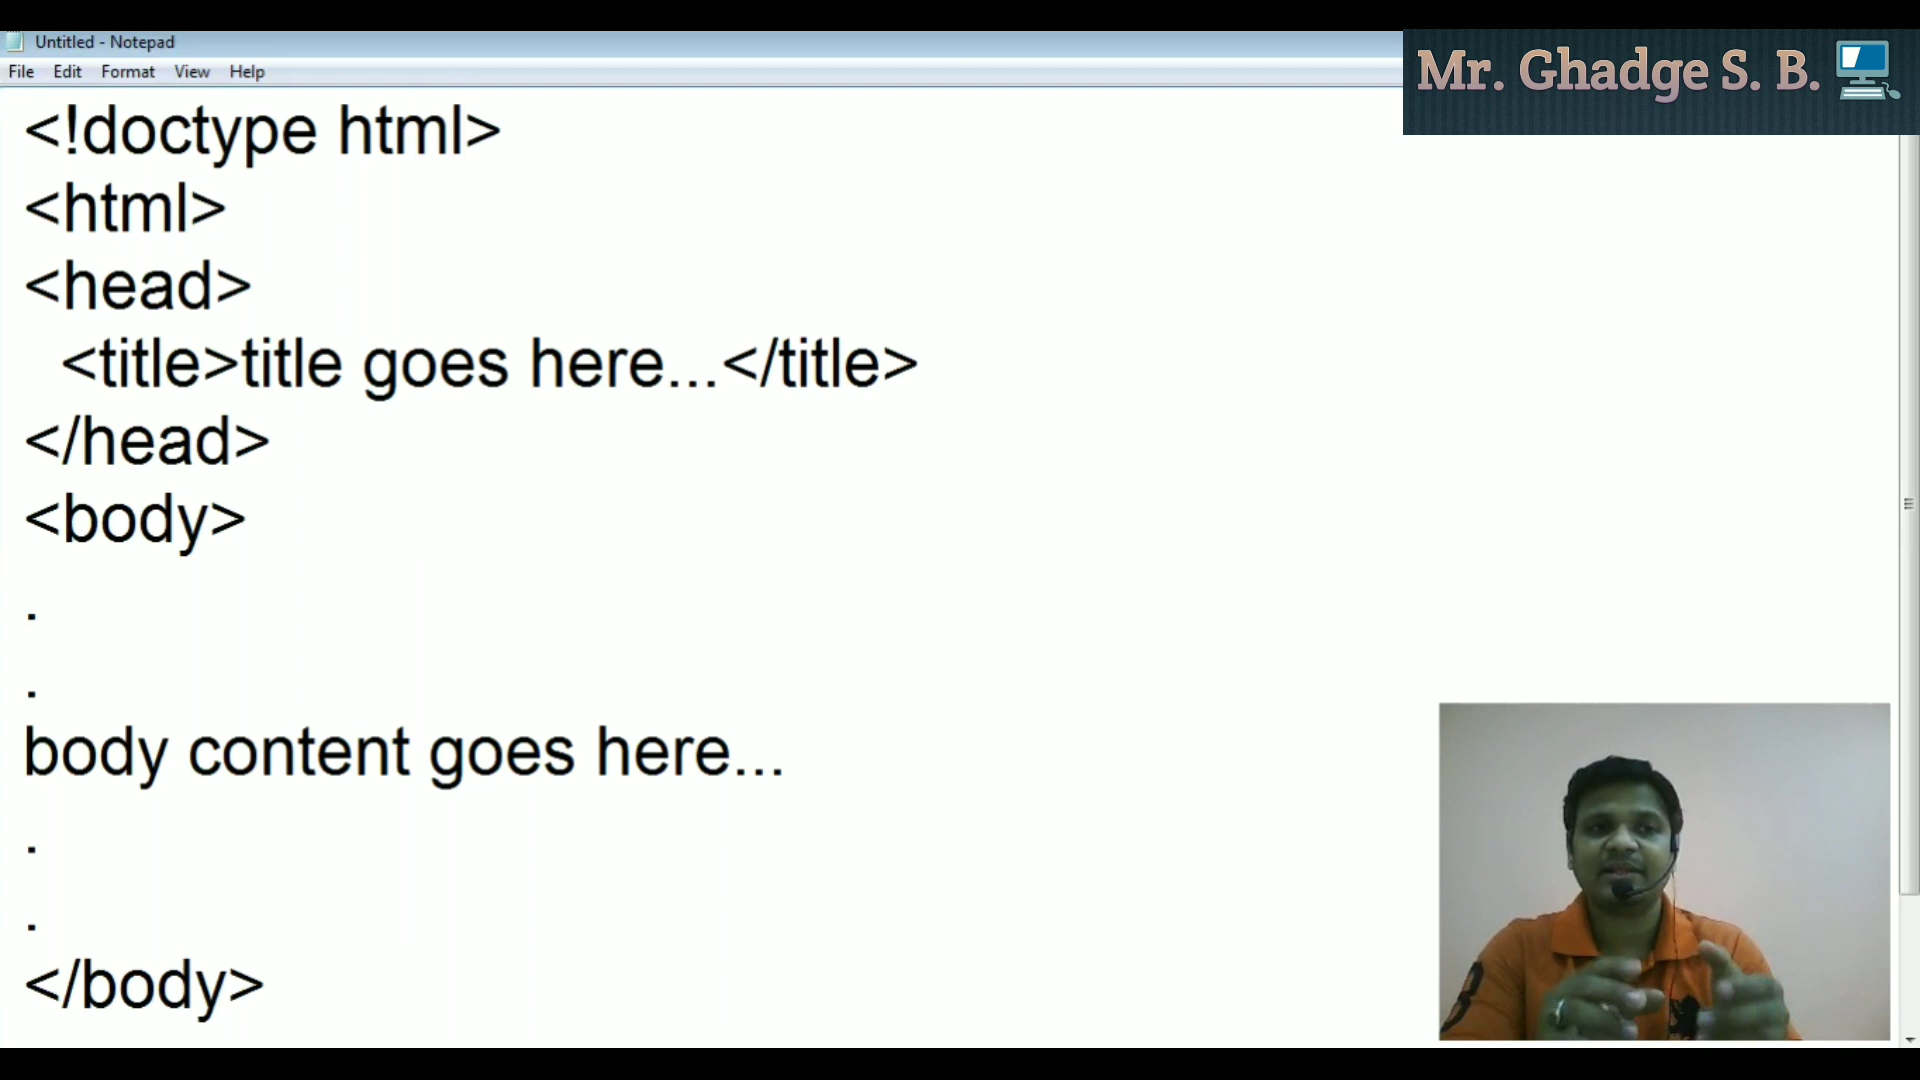 Untitled - Notepad
File Edit Format View Help
Mr. Ghadge S. B.
<!doctype html>
<html>
<head>
<title>title goes here...</title>
</head>
<body>
.
.
body content goes here...
.
.
</body>